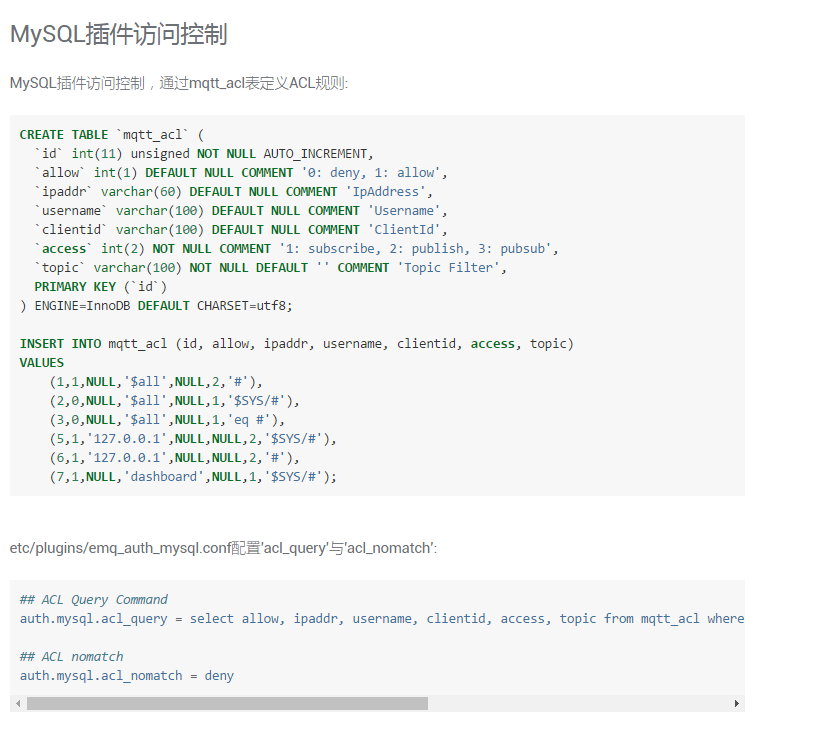 MySQL插件访问控制
MySQL插件访问控制，通过mqtt_acl表定义ACL规则:
CREATE TABLE `mqtt_acl` (
  `id` int(11) unsigned NOT NULL AUTO_INCREMENT,
  `allow` int(1) DEFAULT NULL COMMENT '0: deny, 1: allow',
  `ipaddr` varchar(60) DEFAULT NULL COMMENT 'IpAddress',
  `username` varchar(100) DEFAULT NULL COMMENT 'Username',
  `clientid` varchar(100) DEFAULT NULL COMMENT 'ClientId',
  `access` int(2) NOT NULL COMMENT '1: subscribe, 2: publish, 3: pubsub',
  `topic` varchar(100) NOT NULL DEFAULT '' COMMENT 'Topic Filter',
  PRIMARY KEY (`id`)
) ENGINE=InnoDB DEFAULT CHARSET=utf8;
INSERT INTO mqtt_acl (id, allow, ipaddr, username, clientid, access, topic)
VALUES
    (1,1,NULL,'$all',NULL,2,'#'),
    (2,0,NULL,'$all',NULL,1,'$SYS/#'),
    (3,0,NULL,'$all',NULL,1,'eq #'),
    (5,1,'127.0.0.1',NULL,NULL,2,'$SYS/#'),
    (6,1,'127.0.0.1',NULL,NULL,2,'#'),
    (7,1,NULL,'dashboard',NULL,1,'$SYS/#');
etc/plugins/emq_auth_mysql.conf配置'acl_query'与'acl_nomatch':
## ACL Query Command
auth.mysql.acl_query = select allow, ipaddr, username, clientid, access, topic from mqtt_acl where
## ACL nomatch
auth.mysql.acl_nomatch = deny